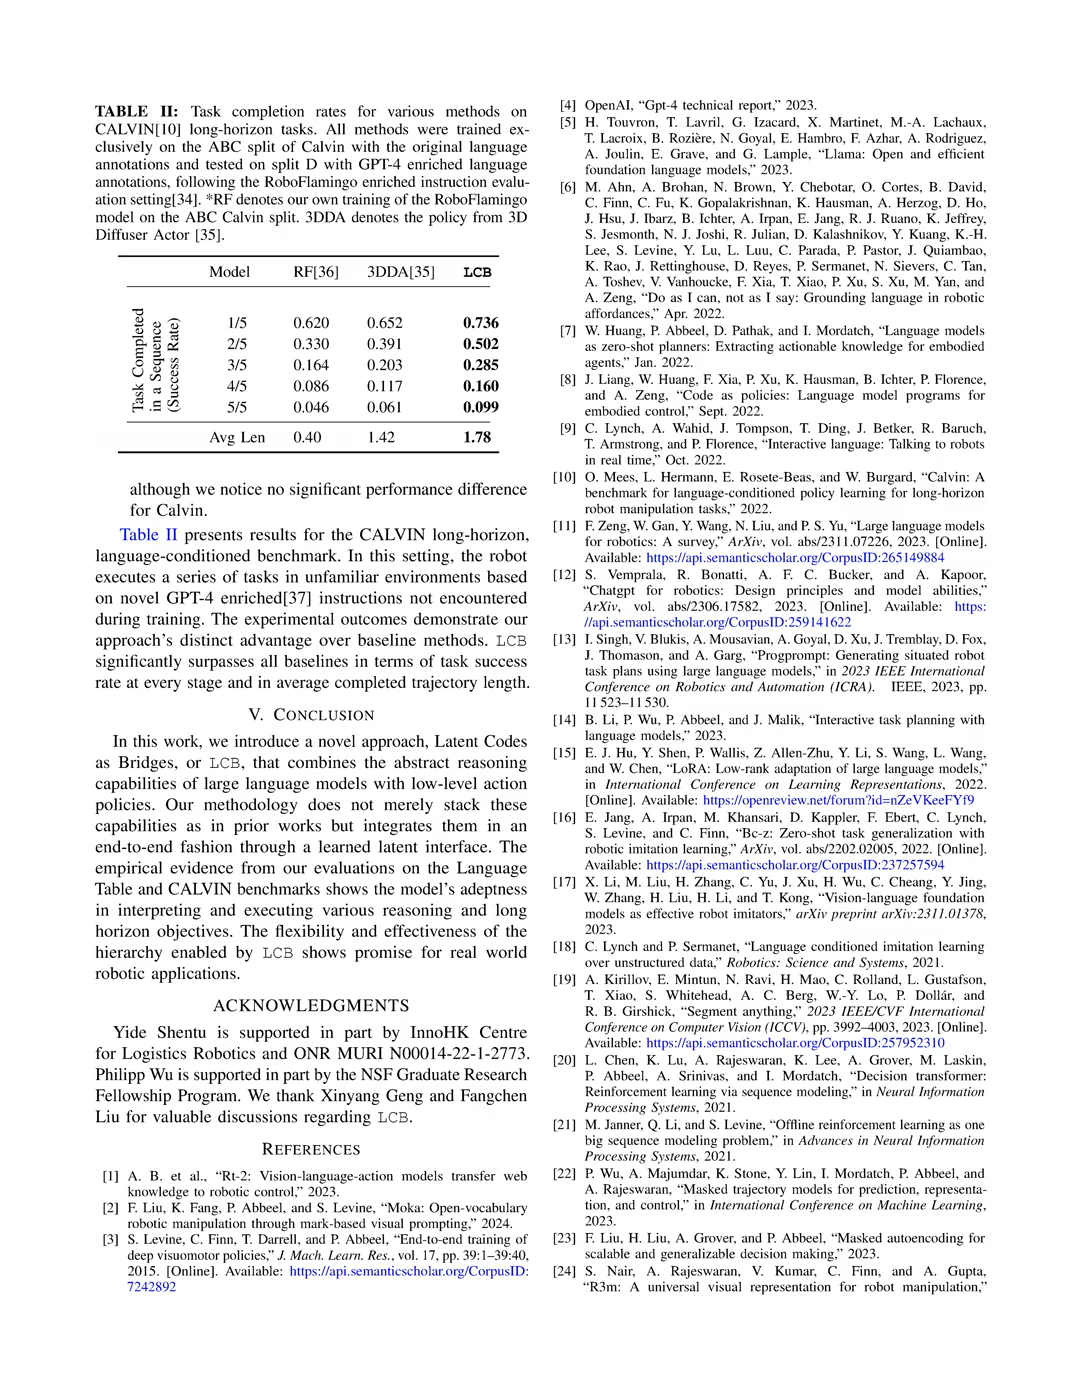 TABLE II: Task completion rates for various methods on
CALVIN[10] long-horizon tasks. All methods were trained ex-
clusively on the ABC split of Calvin with the original language
annotations and tested on split D with GPT-4 enriched language
annotations, following the RoboFlamingo enriched instruction evalu-
ation setting[34]. *RF denotes our own training of the RoboFlamingo
model on the ABC Calvin split. 3DDA denotes the policy from 3D
Diffuser Actor [35].
Model RF[36] 3DDA[35] LCB
Task Completed
in a Sequence
(Success Rate)
1/5 0.620 0.652 0.736
2/5 0.330 0.391 0.502
3/5 0.164 0.203 0.285
4/5 0.086 0.117 0.160
5/5 0.046 0.061 0.099
Avg Len 0.40 1.42 1.78
although we notice no significant performance difference
for Calvin.
Table II presents results for the CALVIN long-horizon,
language-conditioned benchmark. In this setting, the robot
executes a series of tasks in unfamiliar environments based
on novel GPT-4 enriched[37] instructions not encountered
during training. The experimental outcomes demonstrate our
approach's distinct advantage over baseline methods. LCB
significantly surpasses all baselines in terms of task success
rate at every stage and in average completed trajectory length.
V. CONCLUSION
In this work, we introduce a novel approach, Latent Codes
as Bridges, or LCB, that combines the abstract reasoning
capabilities of large language models with low-level action
policies. Our methodology does not merely stack these
capabilities as in prior works but integrates them in an
end-to-end fashion through a learned latent interface. The
empirical evidence from our evaluations on the Language
Table and CALVIN benchmarks shows the model's adeptness
in interpreting and executing various reasoning and long
horizon objectives. The flexibility and effectiveness of the
hierarchy enabled by LCB shows promise for real world
robotic applications.
ACKNOWLEDGMENTS
Yide Shentu is supported in part by InnoHK Centre
for Logistics Robotics and ONR MURI N00014-22-1-2773.
Philipp Wu is supported in part by the NSF Graduate Research
Fellowship Program. We thank Xinyang Geng and Fangchen
Liu for valuable discussions regarding LCB.
REFERENCES
[1] A. B. et al., “Rt-2: Vision-language-action models transfer web
knowledge to robotic control,” 2023.
[2] F. Liu, K. Fang, P. Abbeel, and S. Levine, “Moka: Open-vocabulary
robotic manipulation through mark-based visual prompting,” 2024.
[3] S. Levine, C. Finn, T. Darrell, and P. Abbeel, “End-to-end training of
deep visuomotor policies,” J. Mach. Learn. Res., vol. 17, pp. 39:1–39:40,
2015. [Online]. Available: https://api.semanticscholar.org/CorpusID:
7242892
[4] OpenAI, “Gpt-4 technical report,” 2023.
[5] H. Touvron, T. Lavril, G. Izacard, X. Martinet, M.-A. Lachaux,
T. Lacroix, B. Rozière, N. Goyal, E. Hambro, F. Azhar, A. Rodriguez,
A. Joulin, E. Grave, and G. Lample, “Llama: Open and efficient
foundation language models,” 2023.
[6] M. Ahn, A. Brohan, N. Brown, Y. Chebotar, O. Cortes, B. David,
C. Finn, C. Fu, K. Gopalakrishnan, K. Hausman, A. Herzog, D. Ho,
J. Hsu, J. Ibarz, B. Ichter, A. Irpan, E. Jang, R. J. Ruano, K. Jeffrey,
S. Jesmonth, N. J. Joshi, R. Julian, D. Kalashnikov, Y. Kuang, K.-H.
Lee, S. Levine, Y. Lu, L. Luu, C. Parada, P. Pastor, J. Quiambao,
K. Rao, J. Rettinghouse, D. Reyes, P. Sermanet, N. Sievers, C. Tan,
A. Toshev, V. Vanhoucke, F. Xia, T. Xiao, P. Xu, S. Xu, M. Yan, and
A. Zeng, “Do as I can, not as I say: Grounding language in robotic
affordances,” Apr. 2022.
[7] W. Huang, P. Abbeel, D. Pathak, and I. Mordatch, “Language models
as zero-shot planners: Extracting actionable knowledge for embodied
agents,” Jan. 2022.
[8] J. Liang, W. Huang, F. Xia, P. Xu, K. Hausman, B. Ichter, P. Florence,
and A. Zeng, “Code as policies: Language model programs for
embodied control,” Sept. 2022.
[9] C. Lynch, A. Wahid, J. Tompson, T. Ding, J. Betker, R. Baruch,
T. Armstrong, and P. Florence, “Interactive language: Talking to robots
in real time,” Oct. 2022.
[10] O. Mees, L. Hermann, E. Rosete-Beas, and W. Burgard, “Calvin: A
benchmark for language-conditioned policy learning for long-horizon
robot manipulation tasks,” 2022.
[11] F. Zeng, W. Gan, Y. Wang, N. Liu, and P. S. Yu, “Large language models
for robotics: A survey,” ArXiv, vol. abs/2311.07226, 2023. [Online].
Available: https://api.semanticscholar.org/CorpusID:265149884
[12] S. Vemprala, R. Bonatti, A. F. C. Bucker, and A. Kapoor,
“Chatgpt for robotics: Design principles and model abilities,”
ArXiv, vol. abs/2306.17582, 2023. [Online]. Available: https:
//api.semanticscholar.org/CorpusID:259141622
[13] I. Singh, V. Blukis, A. Mousavian, A. Goyal, D. Xu, J. Tremblay, D. Fox,
J. Thomason, and A. Garg, “Progprompt: Generating situated robot
task plans using large language models,” in 2023 IEEE International
Conference on Robotics and Automation (ICRA). IEEE, 2023, pp.
11 523–11 530.
[14] B. Li, P. Wu, P. Abbeel, and J. Malik, “Interactive task planning with
language models,” 2023.
[15] E. J. Hu, Y. Shen, P. Wallis, Z. Allen-Zhu, Y. Li, S. Wang, L. Wang,
and W. Chen, “LoRA: Low-rank adaptation of large language models,”
in International Conference on Learning Representations, 2022.
[Online]. Available: https://openreview.net/forum?id=nZeVKeeFYf9
[16] E. Jang, A. Irpan, M. Khansari, D. Kappler, F. Ebert, C. Lynch,
S. Levine, and C. Finn, “Bc-z: Zero-shot task generalization with
robotic imitation learning,” ArXiv, vol. abs/2202.02005, 2022. [Online].
Available: https://api.semanticscholar.org/CorpusID:237257594
[17] X. Li, M. Liu, H. Zhang, C. Yu, J. Xu, H. Wu, C. Cheang, Y. Jing,
W. Zhang, H. Liu, H. Li, and T. Kong, “Vision-language foundation
models as effective robot imitators,” arXiv preprint arXiv:2311.01378,
2023.
[18] C. Lynch and P. Sermanet, “Language conditioned imitation learning
over unstructured data,” Robotics: Science and Systems, 2021.
[19] A. Kirillov, E. Mintun, N. Ravi, H. Mao, C. Rolland, L. Gustafson,
T. Xiao, S. Whitehead, A. C. Berg, W.-Y. Lo, P. Dollár, and
R. B. Girshick, “Segment anything,” 2023 IEEE/CVF International
Conference on Computer Vision (ICCV), pp. 3992–4003, 2023. [Online].
Available: https://api.semanticscholar.org/CorpusID:257952310
[20] L. Chen, K. Lu, A. Rajeswaran, K. Lee, A. Grover, M. Laskin,
P. Abbeel, A. Srinivas, and I. Mordatch, “Decision transformer:
Reinforcement learning via sequence modeling,” in Neural Information
Processing Systems, 2021.
[21] M. Janner, Q. Li, and S. Levine, “Offline reinforcement learning as one
big sequence modeling problem,” in Advances in Neural Information
Processing Systems, 2021.
[22] P. Wu, A. Majumdar, K. Stone, Y. Lin, I. Mordatch, P. Abbeel, and
A. Rajeswaran, “Masked trajectory models for prediction, representa-
tion, and control,” in International Conference on Machine Learning,
2023.
[23] F. Liu, H. Liu, A. Grover, and P. Abbeel, “Masked autoencoding for
scalable and generalizable decision making,” 2023.
[24] S. Nair, A. Rajeswaran, V. Kumar, C. Finn, and A. Gupta,
“R3m: A universal visual representation for robot manipulation,”